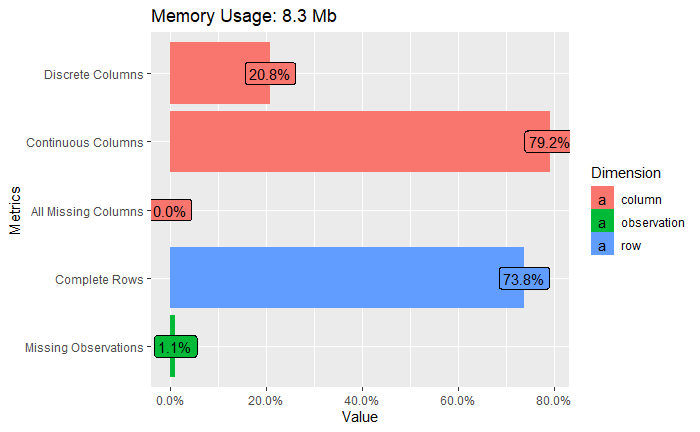 Memory Usage: 8.3 Mb
Metrics
Discrete Columns
20.8%
Continuous Columns
79.2%
All Missing Columns
0.0%
Complete Rows
73.8%
Missing Observations
1.1%
0.0% 20.0% 40.0% 60.0% 80.0%
Value
Dimension
a column
a observation
a row